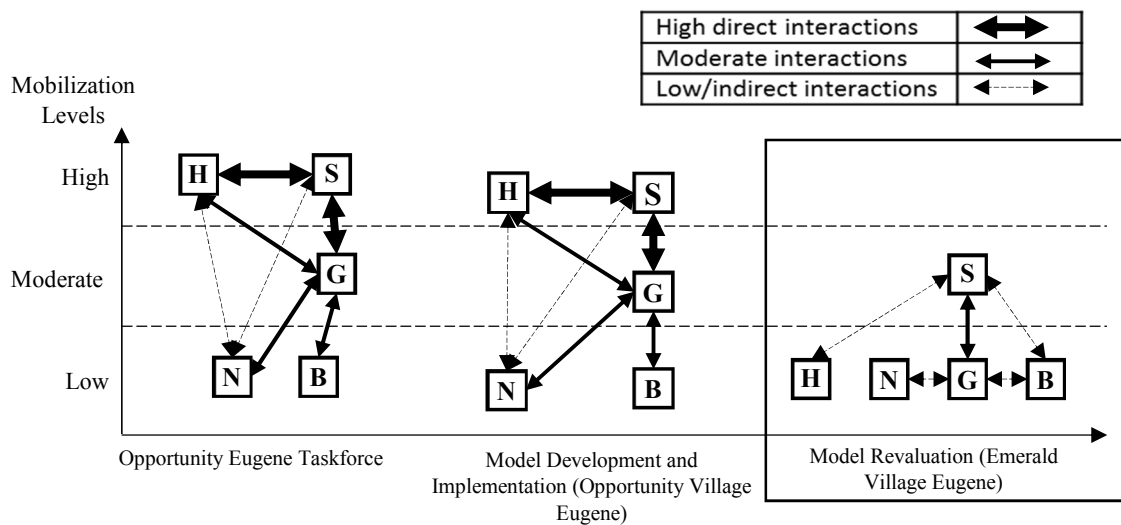 High direct interactions
Moderate interactions
Low/indirect interactions
Mobilization
Levels
High
Moderate
Low
H
S
G
N
B
H
S
G
N
B
S
H
N
G
B
Opportunity Eugene Taskforce
Model Development and
Implementation (Opportunity Village
Eugene)
Model Revaluation (Emerald
Village Eugene)